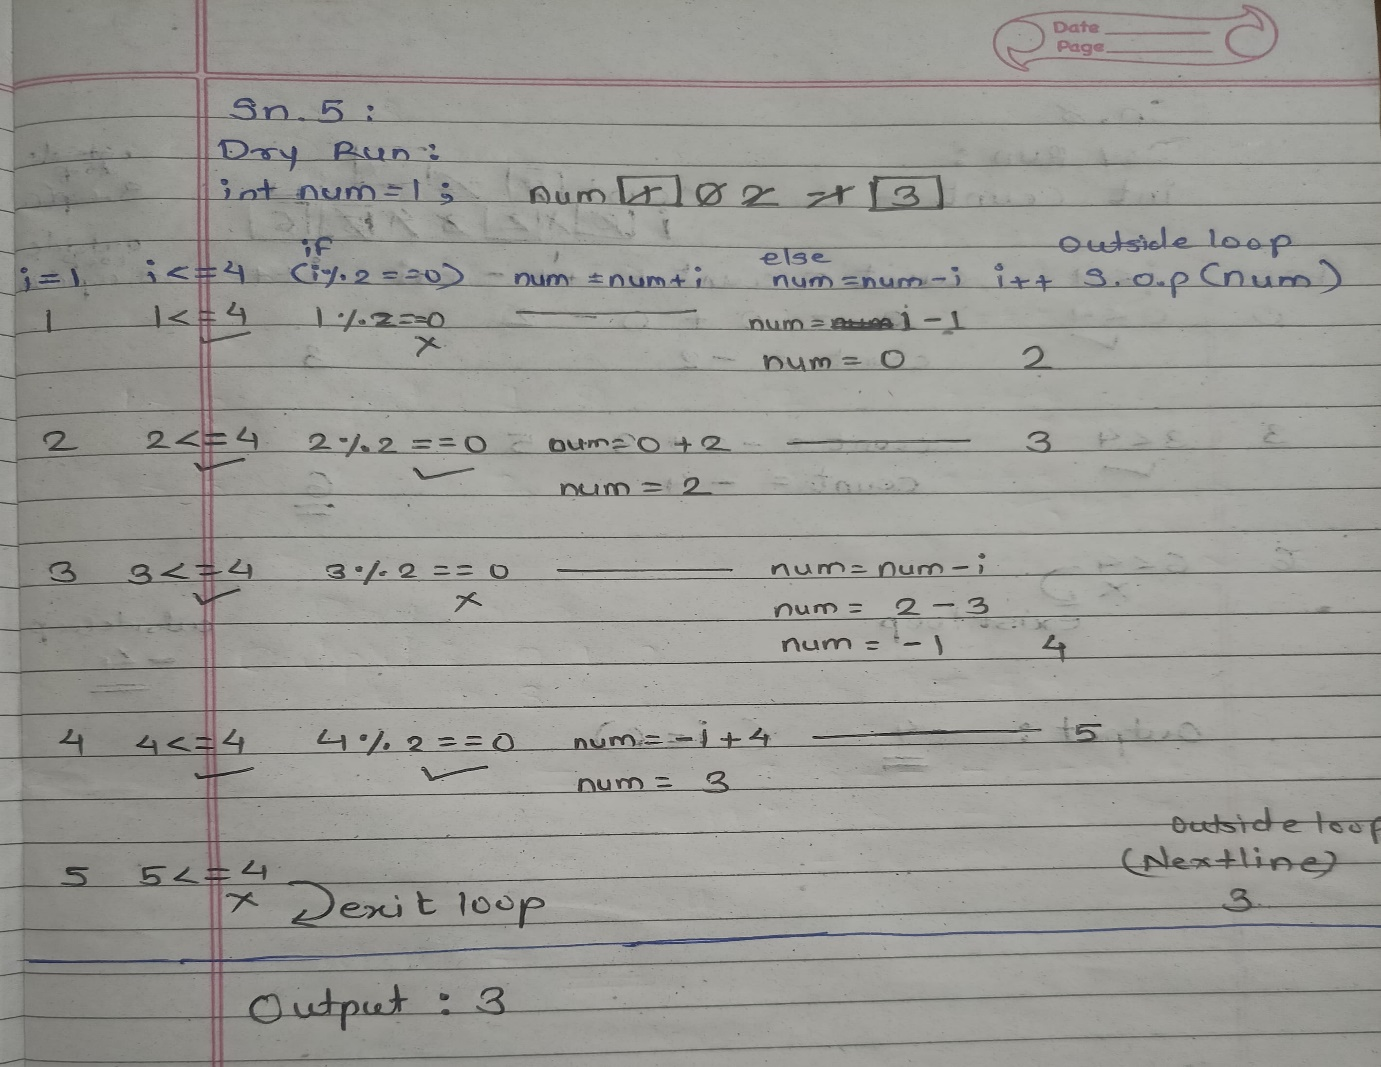 Date
Page
Sn. 5 :
Dry Run :
int num = 1 ; num 1 0 2 -1 3
if else outside loop
i=1 i<=4 (i%2==0) num = num+i num = num-i i++ S.o.p (num)
1 1<=4 1%2==0 num = 1-1
x
num = 0 2
2 2<=4 2%2==0 num=0+2 3
num = 2
3 3<=4 3%2==0 num = num-i
x num = 2-3
num = -1 4
4 4<=4 4%2==0 num = -1+4 5
num = 3
outside loop
5 5<=4 (Nextline)
x exit loop 3
Output : 3